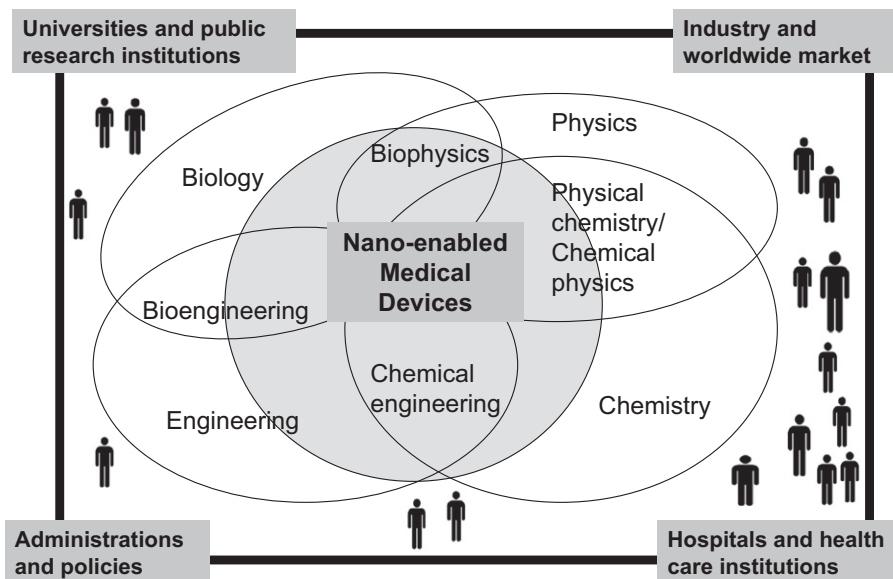 Universities and public
research institutions
Industry and
worldwide market
Physics
Biophysics
Biology
Physical
chemistry/
Chemical
physics
Nano-enabled
Medical
Devices
Bioengineering
Chemical
engineering
Chemistry
Engineering
Administrations
and policies
Hospitals and health
care institutions